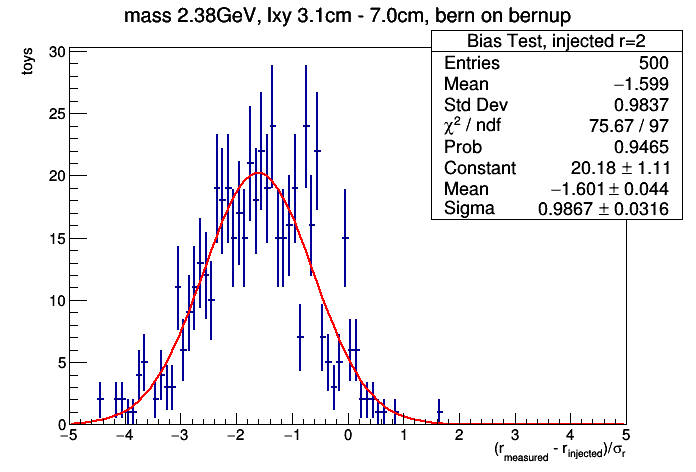 mass 2.38GeV, lxy 3.1cm - 7.0cm, bern on bernup
Bias Test, injected r=2
Entries 500
Mean −1.599
Std Dev 0.9837
χ² / ndf 75.67 / 97
Prob 0.9465
Constant 20.18 ± 1.11
Mean −1.601 ± 0.044
Sigma 0.9867 ± 0.0316
toys
30
25
20
15
10
5
0
−5 −4 −3 −2 −1 0 1 2 3 4 5
(r_measured - r_injected)/σ_r